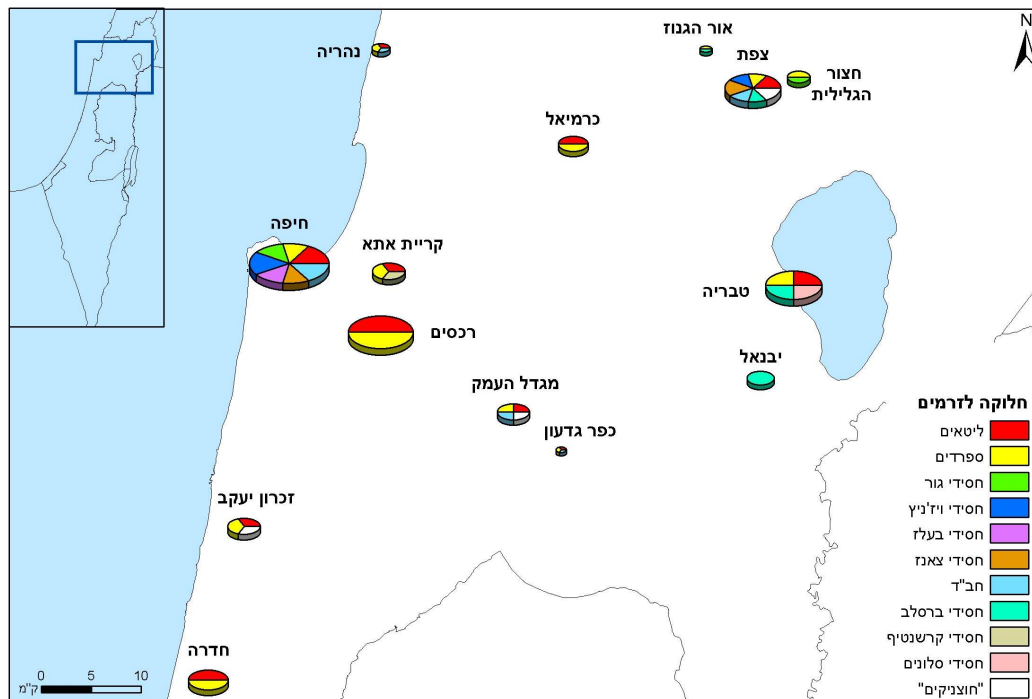 N
אור הגנוז
נהריה
צפת
חצור
הגלילית
כרמיאל
חיפה
קריית אתא
טבריה
רכסים
יבנאל
מגדל העמק
כפר גדעון
זכרון יעקב
חדרה
0 5 10
ק"מ
חלוקה לזרמים
ליטאים
ספרדים
חסידי גור
חסידי ויז'ניץ
חסידי בעלז
חסידי צאנז
חב"ד
חסידי ברסלב
חסידי קרשנטיף
חסידי סלונים
"חוצניקים"